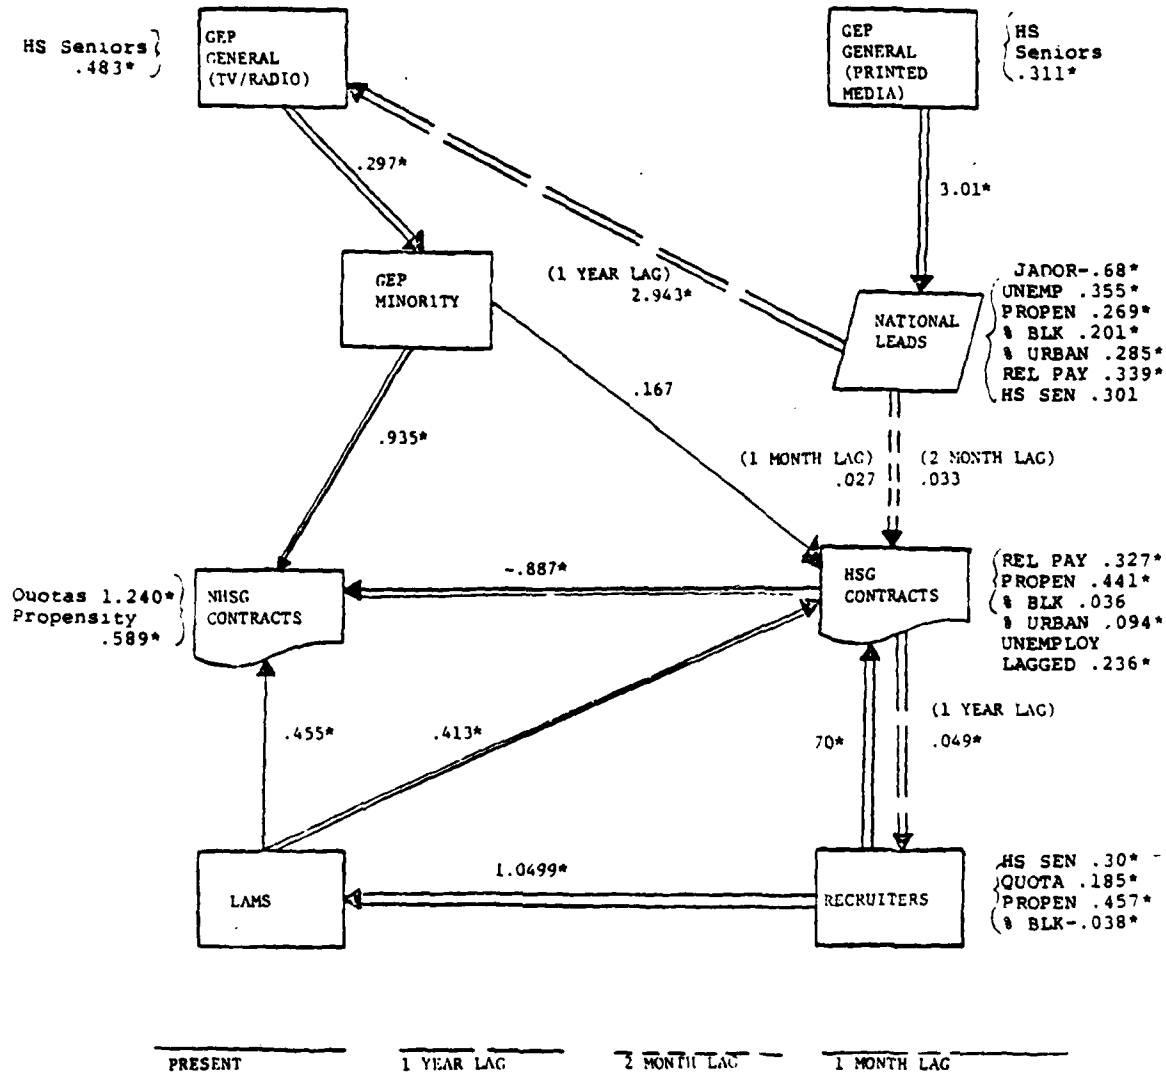 HS Seniors
.483*
GEP
GENERAL
(TV/RADIO)
GEP
GENERAL
(PRINTED
MEDIA)
HS
Seniors
.311*
.297*
3.01*
GEP
MINORITY
(1 YEAR LAG)
2.943*
NATIONAL
LEADS
JADOR-.68*
UNEMP .355*
PROPEN .269*
% BLK .201*
% URBAN .285*
REL PAY .339*
HS SEN .301
.167
.935*
(1 MONTH LAG)
.027
(2 MONTH LAG)
.033
-.887*
Quotas 1.240*
Propensity
.589*
NHSG
CONTRACTS
HSG
CONTRACTS
REL PAY .327*
PROPEN .441*
% BLK .036
% URBAN .094*
UNEMPLOY
LAGGED .236*
.455*
.413*
70*
(1 YEAR LAG)
.049*
LAMS
1.0499*
RECRUITERS
HS SEN .30*
QUOTA .185*
PROPEN .457*
% BLK-.038*
PRESENT
1 YEAR LAG
2 MONTH LAG
1 MONTH LAG